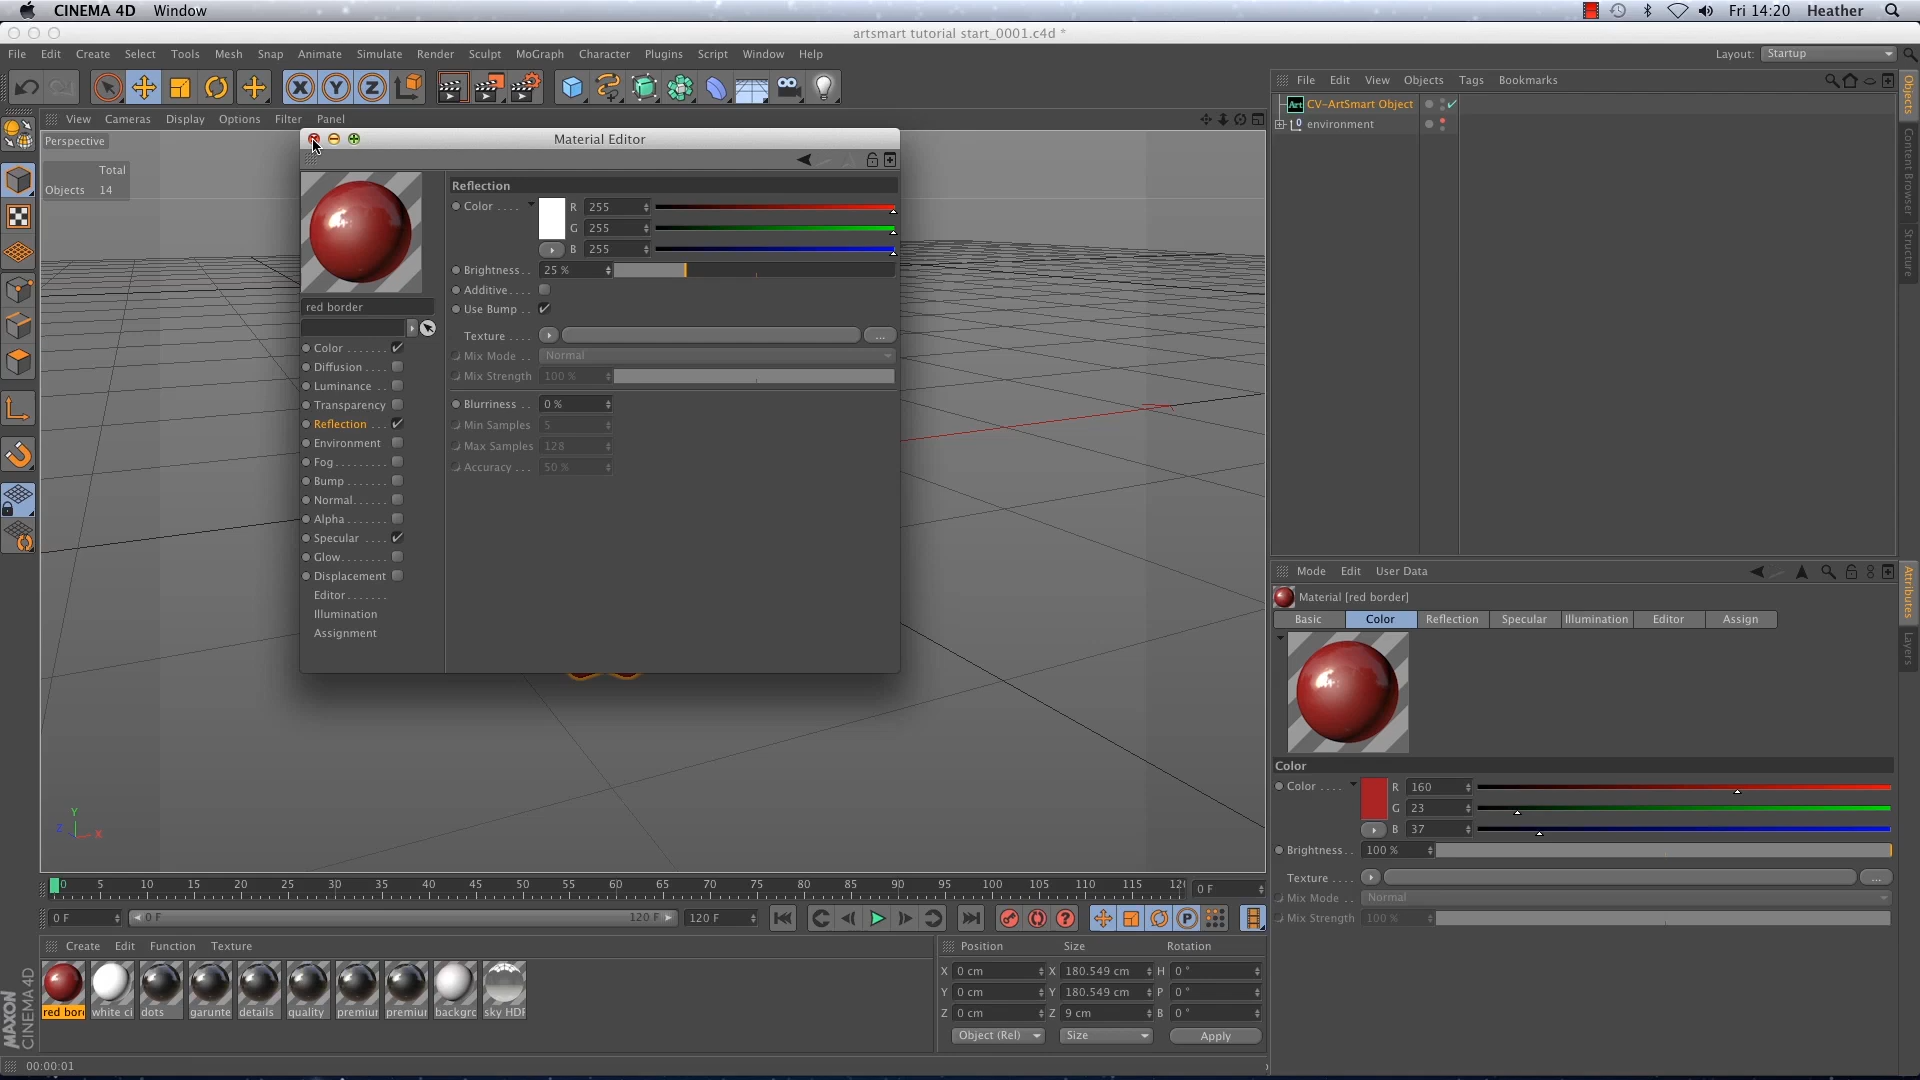 CINEMA 4D Window Fri 14:20 Heather
artsmart tutorial start_0001.c4d *
File Edit Create Select Tools Mesh Snap Animate Simulate Render Sculpt MoGraph Character Plugins Script Window Help Layout: Startup
X Y Z
File Edit View Objects Tags Bookmarks
Art CV-ArtSmart Object
environment
Objects
Content Browser
Structure
View Cameras Display Options Filter Panel
Perspective
Total
Objects 14
Material Editor
Reflection
Color . . . . R 255
G 255
B 255
Brightness . . 25 %
Additive . . . .
Use Bump . .
Texture . . . . ...
Mix Mode . . Normal
Mix Strength 100 %
Blurriness . . 0 %
Min Samples 5
Max Samples 128
Accuracy . . . 50 %
red border
Color . . . . . . .
Diffusion . . . .
Luminance . .
Transparency
Reflection . . .
Environment
Fog . . . . . . . .
Bump . . . . . . .
Normal . . . . .
Alpha . . . . . . .
Specular . . . .
Glow . . . . . . .
Displacement
Editor . . . . . . .
Illumination
Assignment
Mode Edit User Data
Material [red border]
Basic Color Reflection Specular Illumination Editor Assign
Color
Color . . . . R 160
G 23
B 37
Brightness . . 100 %
Texture . . . . ...
Mix Mode . . Normal
Mix Strength 100 %
Attributes
Layers
Y
Z X
0 5 10 15 20 25 30 35 40 45 50 55 60 65 70 75 80 85 90 95 100 105 110 115 0 F
0 F 0 F 120 F 120 F
P
Create Edit Function Texture
red bor white ci dots garunte details quality premiur premiur backgrc sky HDF
Position Size Rotation
X 0 cm X 180.549 cm H 0 °
Y 0 cm Y 180.549 cm P 0 °
Z 0 cm Z 9 cm B 0 °
Object (Rel) Size Apply
MAXON
CINEMA 4D
00:00:01